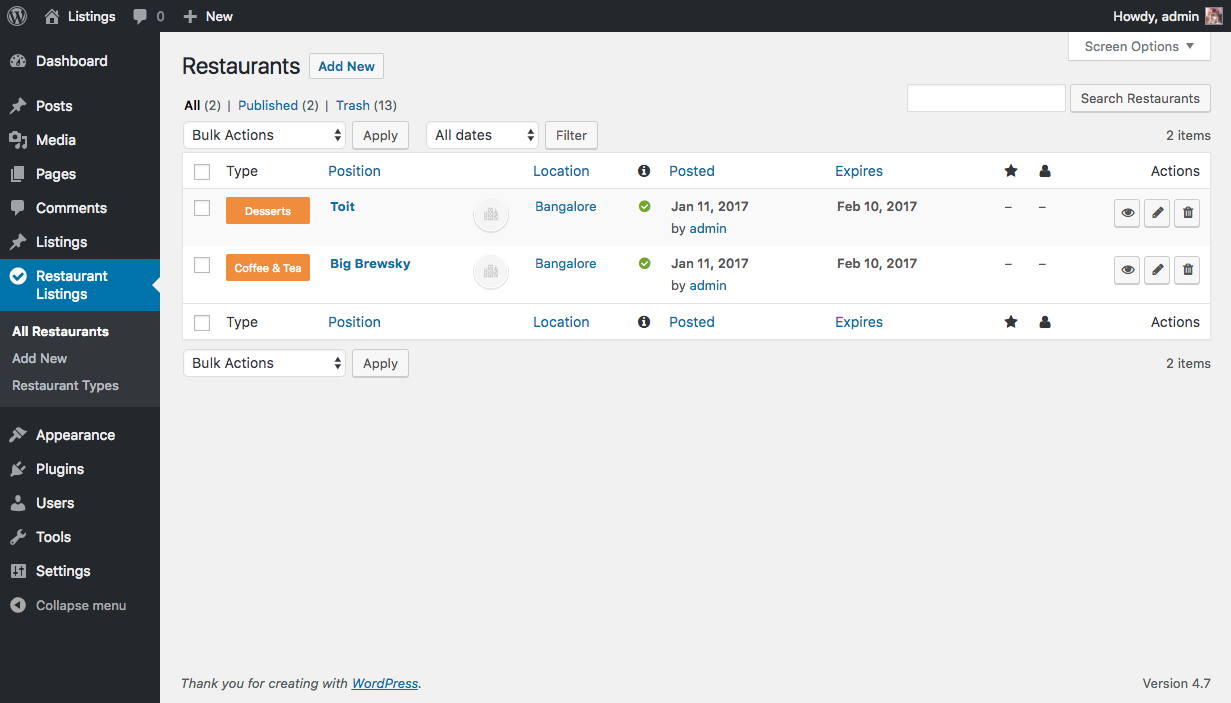 Listings 0 New Howdy, admin
Screen Options
Dashboard
Posts
Media
Pages
Comments
Listings
Restaurant
Listings
All Restaurants
Add New
Restaurant Types
Appearance
Plugins
Users
Tools
Settings
Collapse menu
Restaurants Add New
All (2) | Published (2) | Trash (13)
Search Restaurants
Bulk Actions Apply All dates Filter 2 items
Type Position Location Posted Expires Actions
Desserts Toit Bangalore Jan 11, 2017 Feb 10, 2017 – –
by admin
Coffee & Tea Big Brewsky Bangalore Jan 11, 2017 Feb 10, 2017 – –
by admin
Type Position Location Posted Expires Actions
Bulk Actions Apply 2 items
Thank you for creating with WordPress. Version 4.7